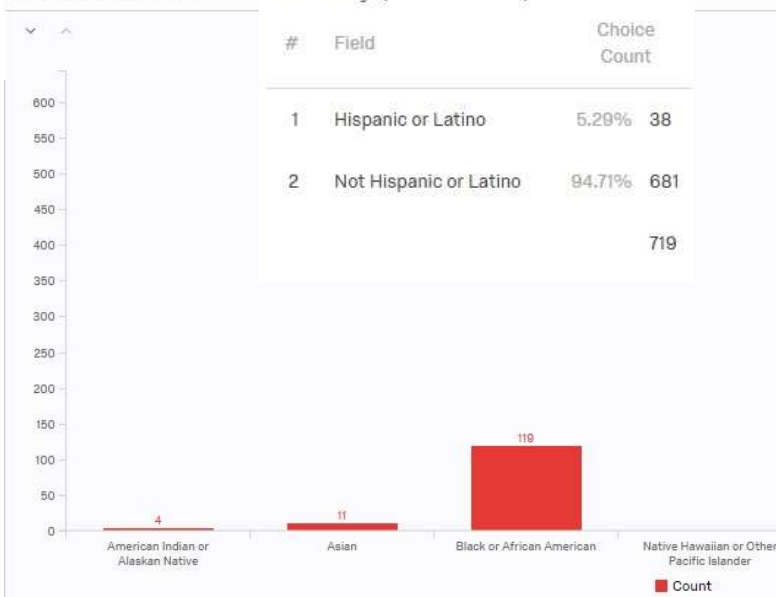 # Field Choice Count
1 Hispanic or Latino 5.29% 38
2 Not Hispanic or Latino 94.71% 681
719
600
550
500
450
400
350
300
250
200
150
100
50
0
4
11
119
American Indian or
Alaskan Native
Asian
Black or African American
Native Hawaiian or Other
Pacific Islander
Count